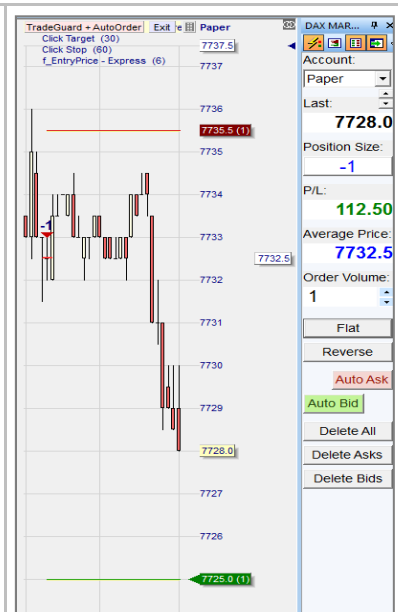 TradeGuard + AutoOrder Exit
Click Target (30)
Click Stop (60)
f_EntryPrice - Express (6)
Paper
7737.5
7737
7736
7735.5 (1)
7735
7734
-1
7733
7732.5
7732
7731
7730
7729
7728.0
7727
7726
7725.0 (1)
DAX MAR...
Account:
Paper
Last:
7728.0
Position Size:
-1
P/L:
112.50
Average Price:
7732.5
Order Volume:
1
Flat
Reverse
Auto Ask
Auto Bid
Delete All
Delete Asks
Delete Bids